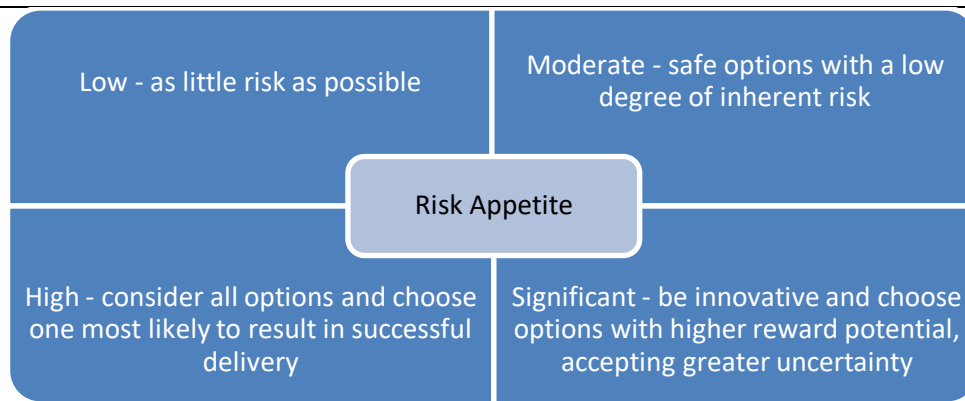 Low - as little risk as possible
Moderate - safe options with a low
degree of inherent risk
Risk Appetite
High - consider all options and choose
one most likely to result in successful
delivery
Significant - be innovative and choose
options with higher reward potential,
accepting greater uncertainty